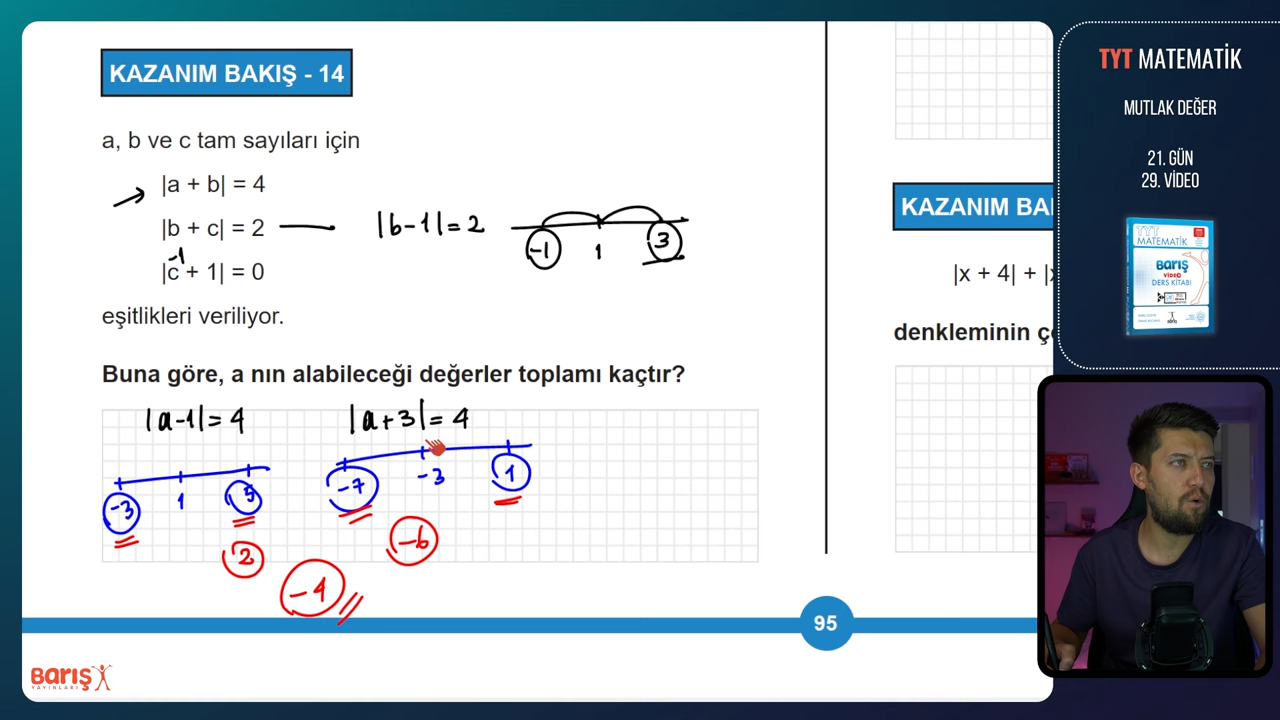 KAZANIM BAKIŞ - 14
a, b ve c tam sayıları için
|a + b| = 4
|b + c| = 2
|b-1|=2
-1
1
3
-1
|c + 1| = 0
eşitlikleri veriliyor.
Buna göre, a nın alabileceği değerler toplamı kaçtır?
|a-1|=4
|a+3|=4
-3
1
5
-7
-3
1
2
-6
-4
95
BARIŞ
YAYINLARI
KAZANIM BA
|x + 4| + |
denkleminin ç
TYT MATEMATİK
MUTLAK DEĞER
21. GÜN
29. VİDEO
TYT
MATEMATİK
BARIŞ
VİDEO
DERS KİTABI